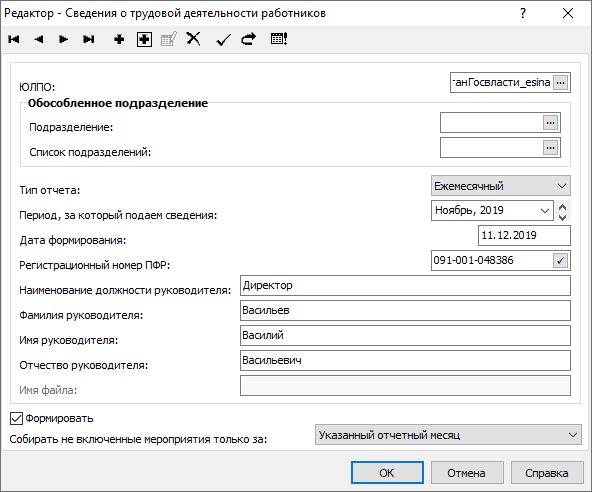 Редактор - Сведения о трудовой деятельности работников
ЮЛПО: ганГосвласти_esina ...
Обособленное подразделение
Подразделение: ...
Список подразделений: ...
Тип отчета: Ежемесячный
Период, за который подаем сведения: Ноябрь, 2019
Дата формирования: 11.12.2019
Регистрационный номер ПФР: 091-001-048386
Наименование должности руководителя: Директор
Фамилия руководителя: Васильев
Имя руководителя: Василий
Отчество руководителя: Васильевич
Имя файла:
Формировать
Собирать не включенные мероприятия только за: Указанный отчетный месяц
OK Отмена Справка